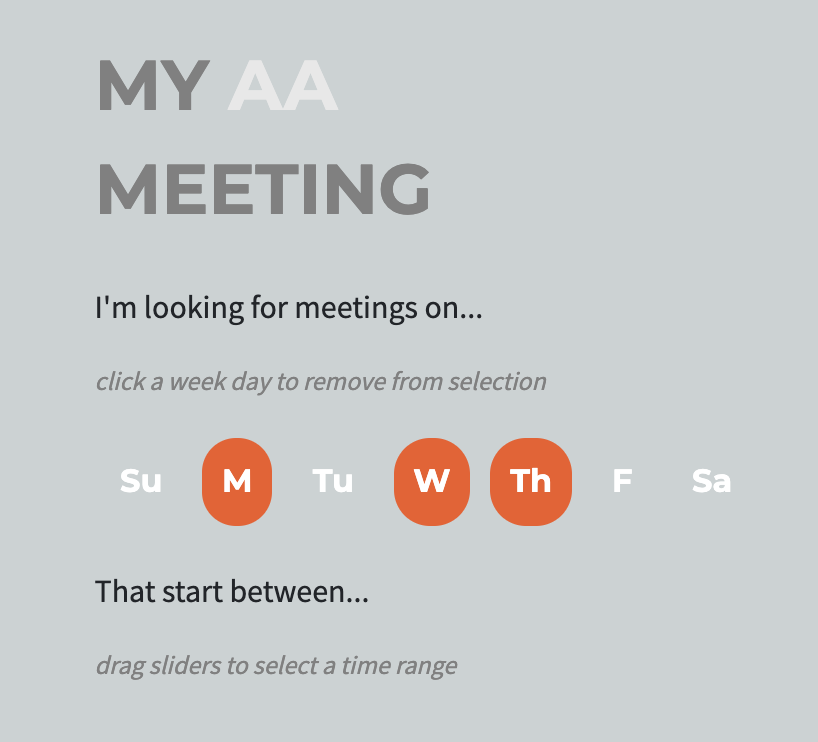 MY AA
MEETING
I'm looking for meetings on...
click a week day to remove from selection
Su M Tu W Th F Sa
That start between...
drag sliders to select a time range